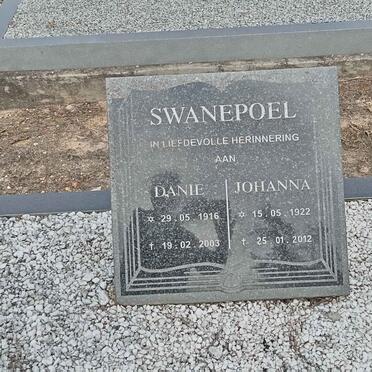 SWANEPOEL
IN LIEFDEVOLLE HERINNERING
AAN
DANIE JOHANNA
✡ 29.05.1916 ✡ 15.05.1922
† 19.02.2003 † 25.01.2012